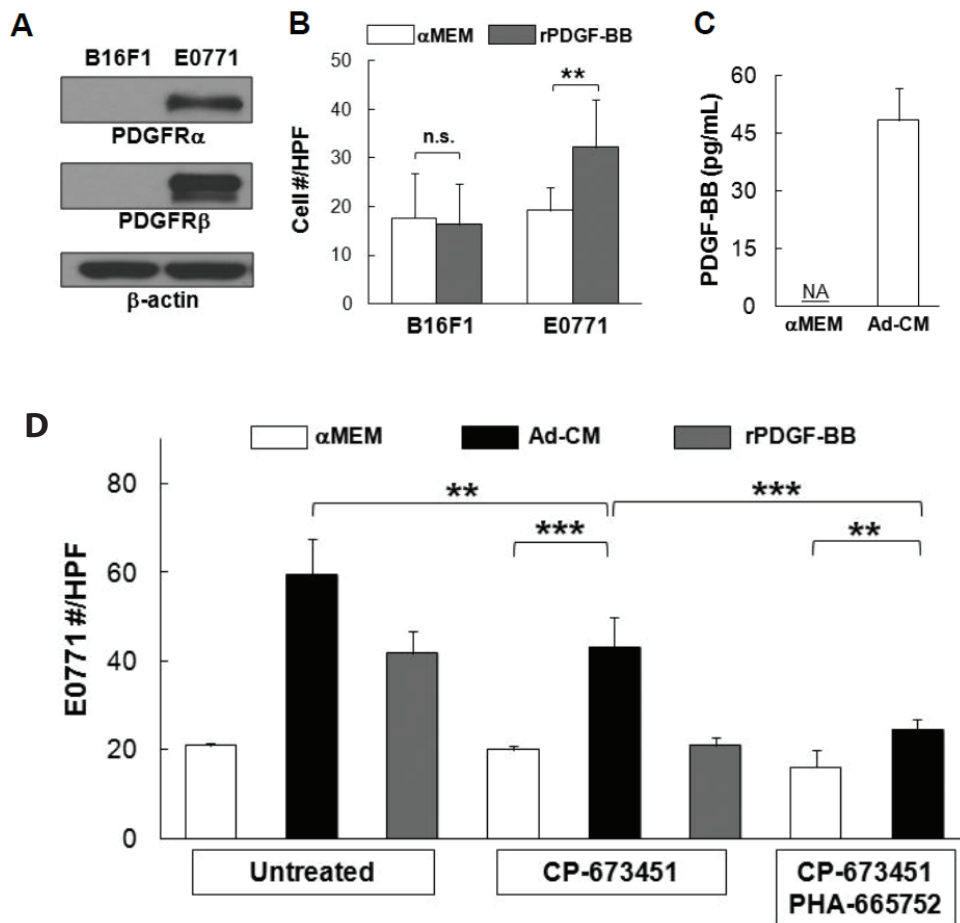 A
B16F1 E0771
PDGFRα
PDGFRβ
β-actin
B
αMEM rPDGF-BB
Cell #/HPF
50
40
30
20
10
0
n.s.
**
B16F1 E0771
C
PDGF-BB (pg/mL)
60
45
30
15
0
NA
αMEM Ad-CM
D
αMEM Ad-CM rPDGF-BB
E0771 #/HPF
80
60
40
20
0
** ***
*** **
Untreated CP-673451 CP-673451
PHA-665752